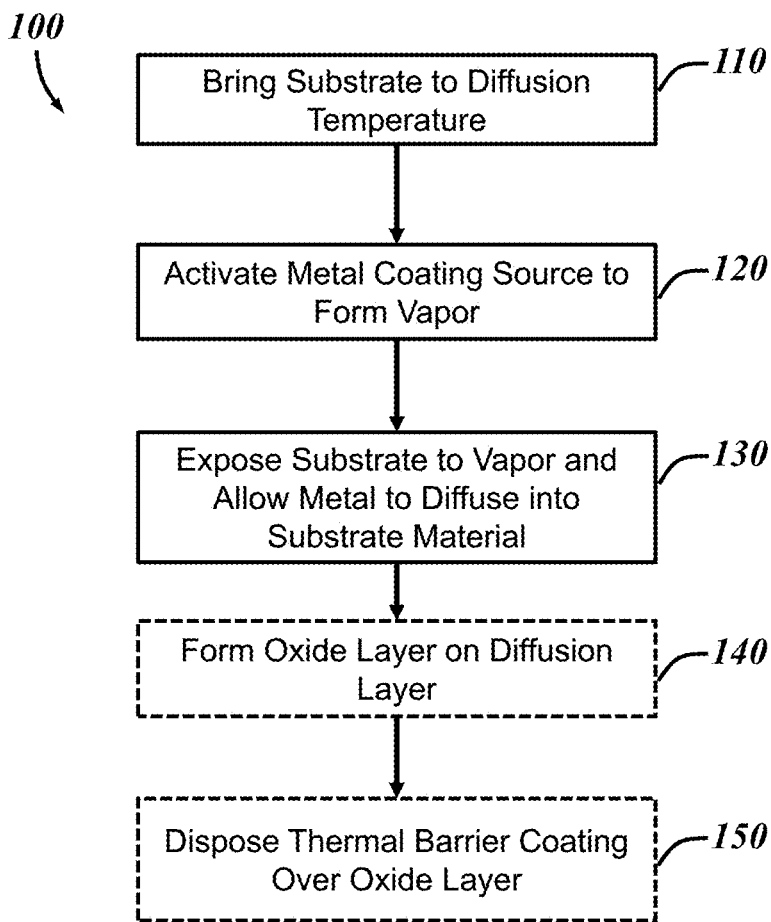 100
Bring Substrate to Diffusion
Temperature
110
Activate Metal Coating Source to
Form Vapor
120
Expose Substrate to Vapor and
Allow Metal to Diffuse into
Substrate Material
130
Form Oxide Layer on Diffusion
Layer
140
Dispose Thermal Barrier Coating
Over Oxide Layer
150